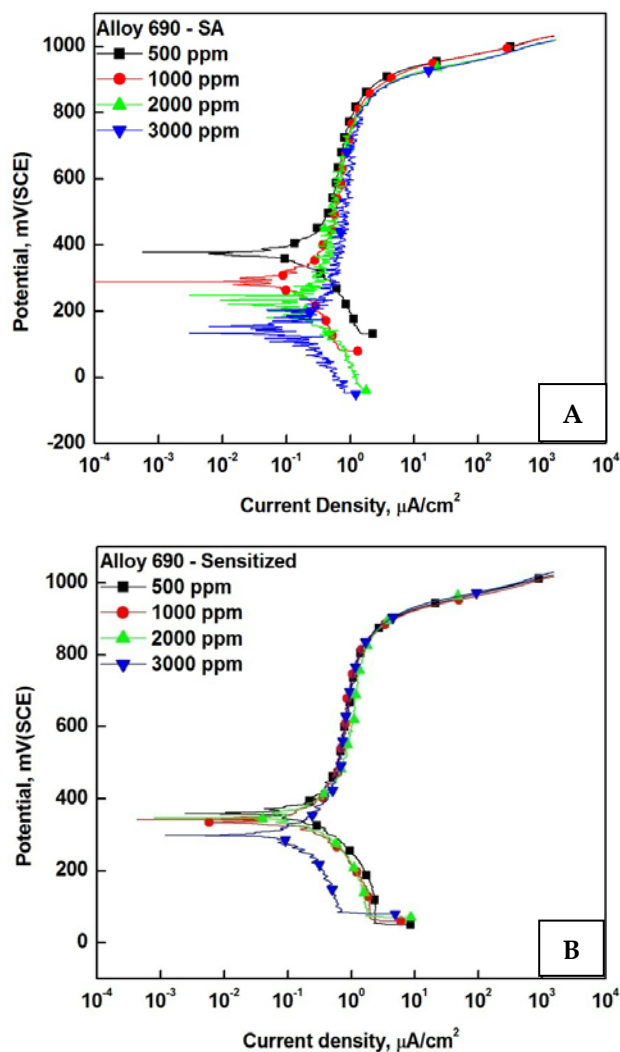 Alloy 690 - SA
500 ppm
1000 ppm
2000 ppm
3000 ppm
1000
800
600
400
200
0
-200
Potential, mV(SCE)
A
10⁻⁴ 10⁻³ 10⁻² 10⁻¹ 10⁰ 10¹ 10² 10³ 10⁴
Current Density, μA/cm²
Alloy 690 - Sensitized
500 ppm
1000 ppm
2000 ppm
3000 ppm
1000
800
600
400
200
0
Potential, mV(SCE)
B
10⁻⁴ 10⁻³ 10⁻² 10⁻¹ 10⁰ 10¹ 10² 10³ 10⁴
Current density, μA/cm²